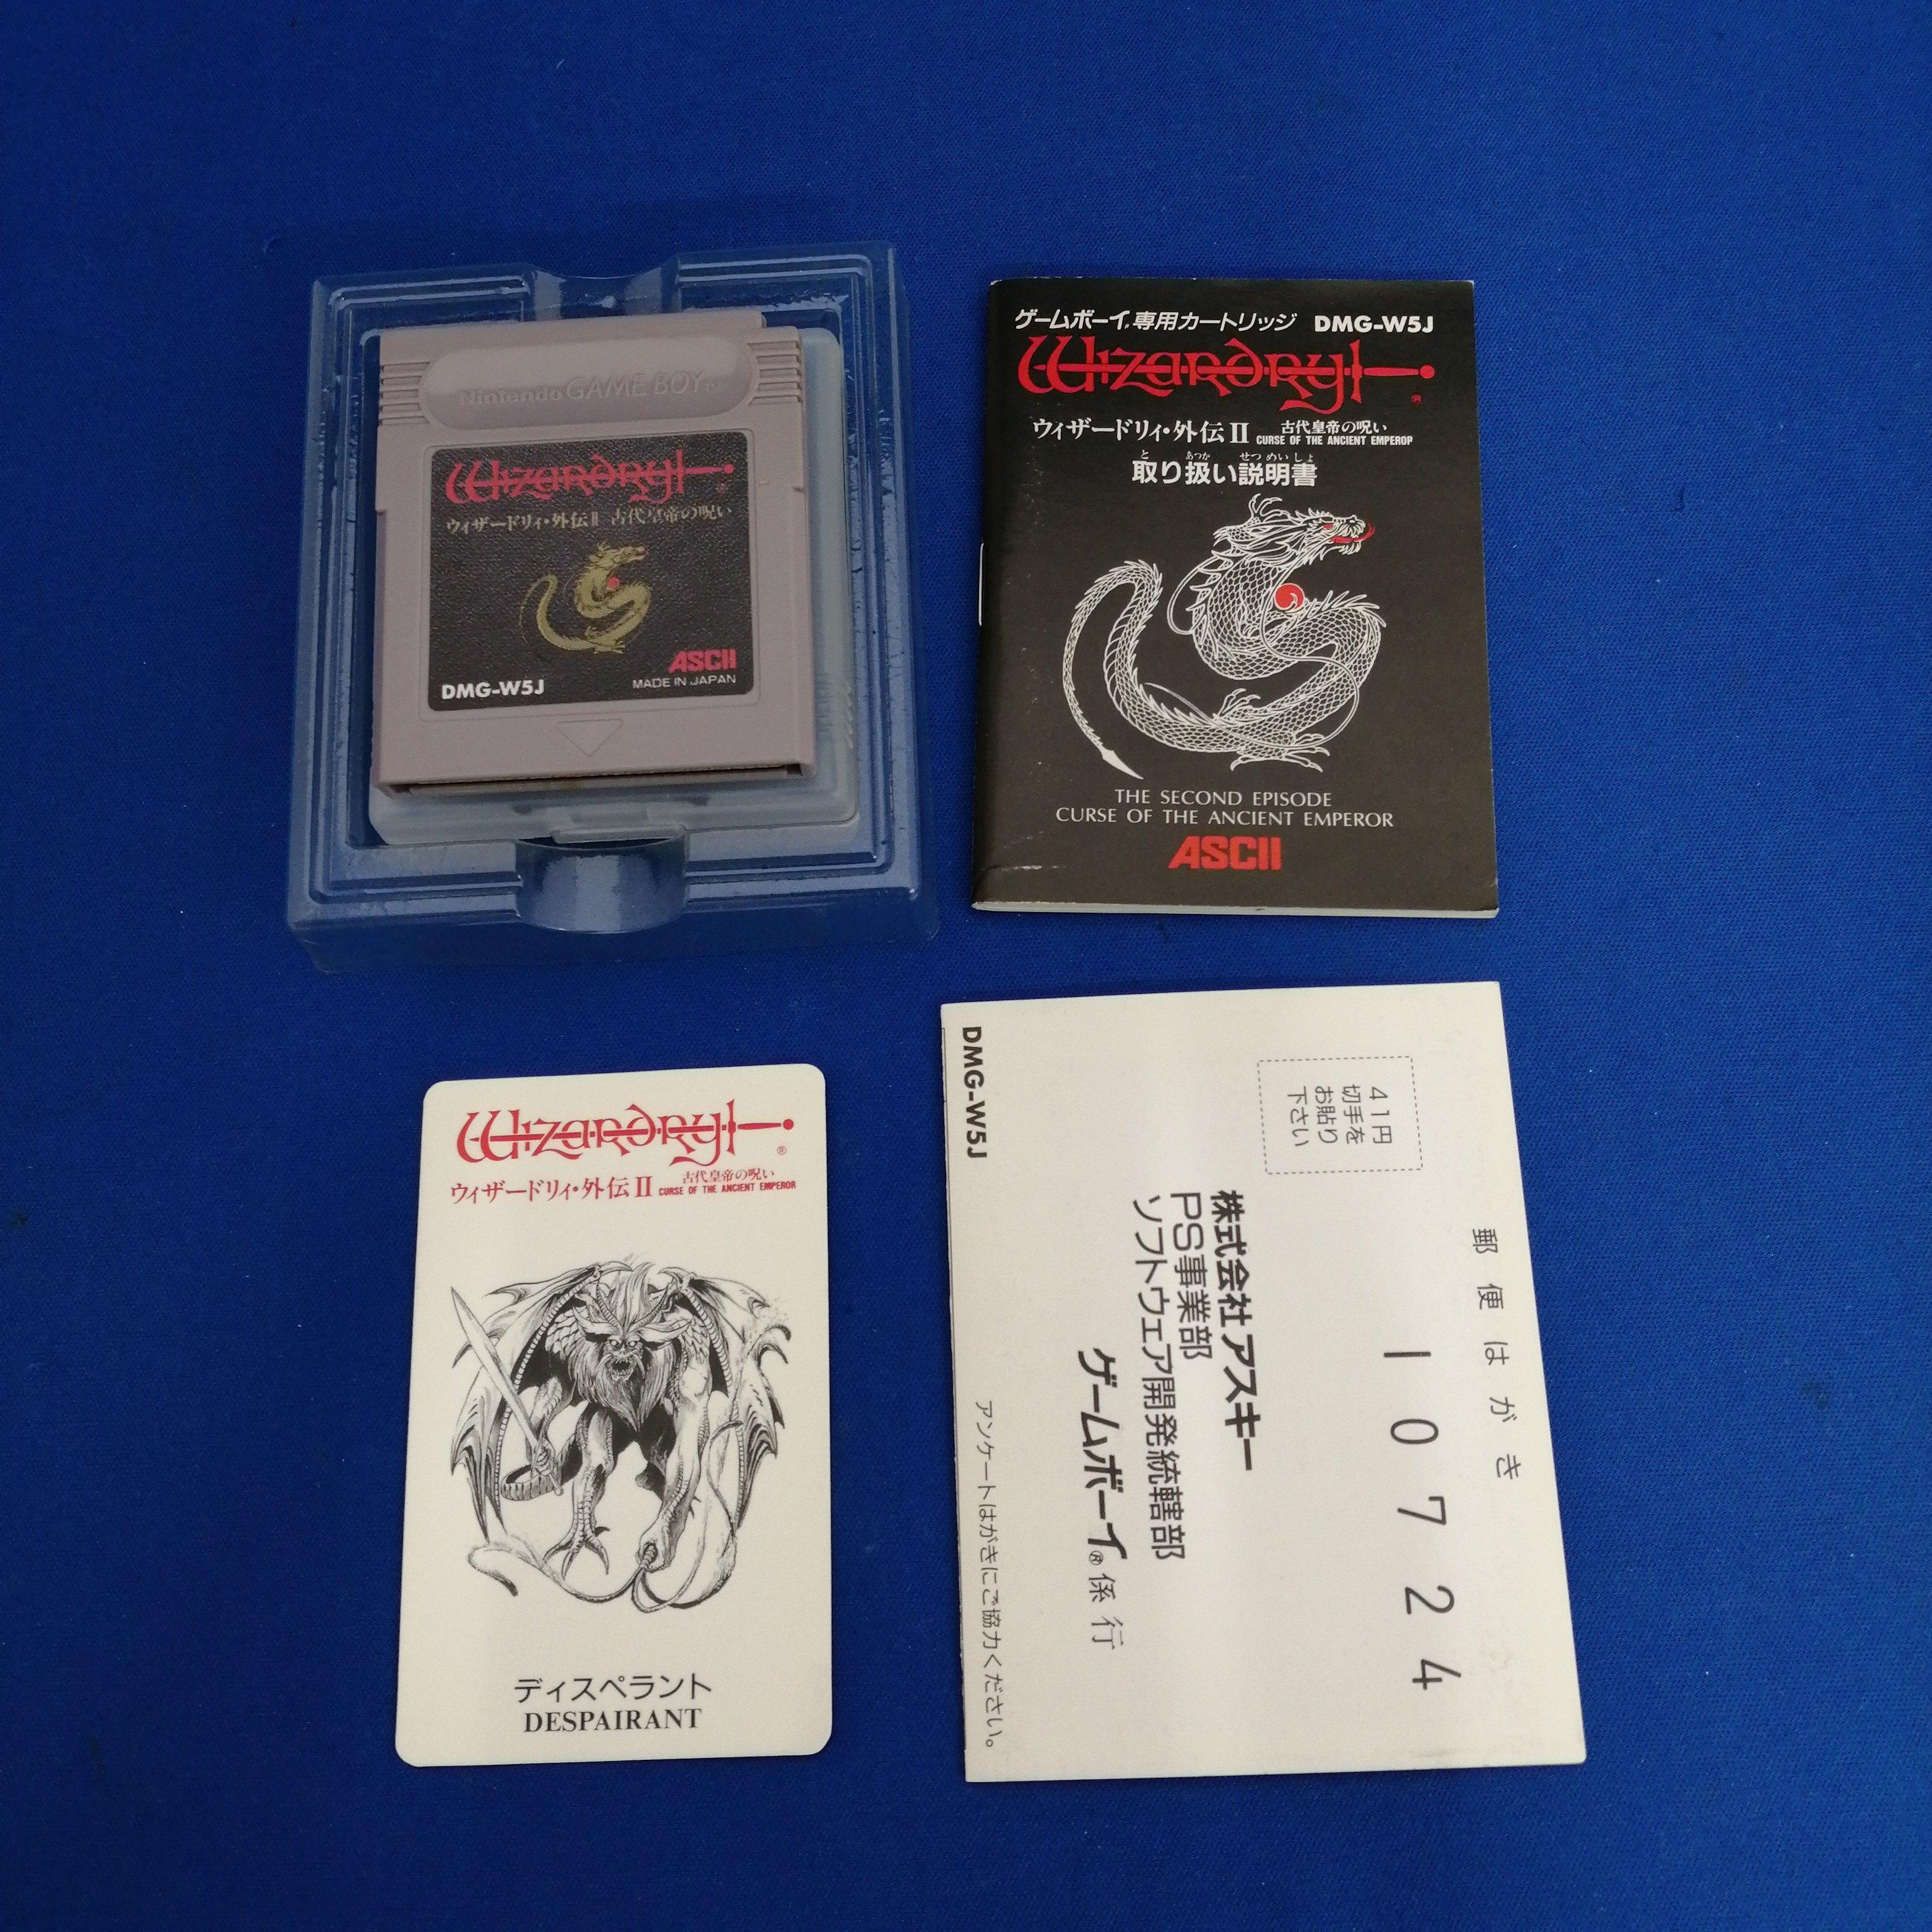 Nintendo GAME BOY TM
Wizardry
®
ウィザードリィ・外伝Ⅱ 古代皇帝の呪い
ASCII
DMG-W5J
MADE IN JAPAN
ゲームボーイ® 専用カートリッジ DMG-W5J
Wizardry
®
ウィザードリィ・外伝Ⅱ 古代皇帝の呪い
CURSE OF THE ANCIENT EMPEROP
と あつか せつ めい しょ
取り扱い説明書
THE SECOND EPISODE
CURSE OF THE ANCIENT EMPEROR
ASCII
Wizardry
®
ウィザードリィ・外伝Ⅱ 古代皇帝の呪い
CURSE OF THE ANCIENT EMPEROR
ディスペラント
DESPAIRANT
郵便はがき
10724
41円
切手を
お貼り
下さい
株式会社アスキー
PS事業部
ソフトウェア開発統轄部
ゲームボーイ®係 行
アンケートはがきにご協力ください。
DMG-W5J